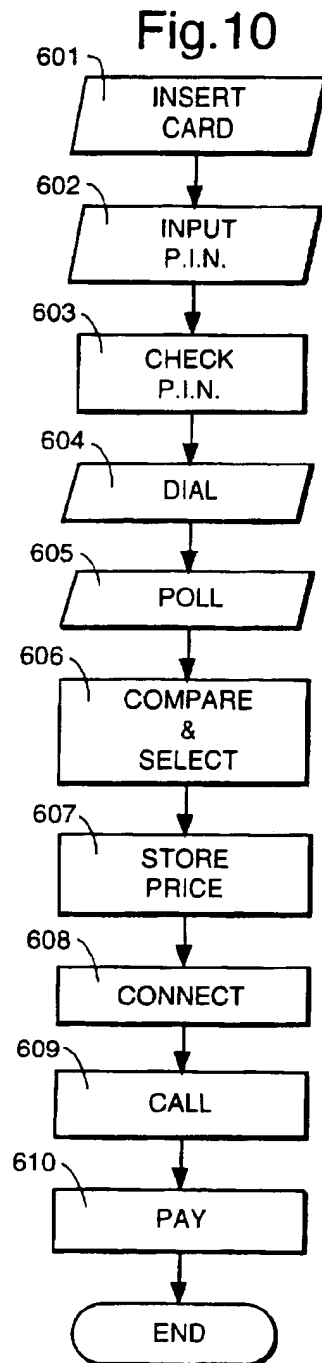 Fig.10
601
INSERT
CARD
602
INPUT
P.I.N.
603
CHECK
P.I.N.
604
DIAL
605
POLL
606
COMPARE
&
SELECT
607
STORE
PRICE
608
CONNECT
609
CALL
610
PAY
END